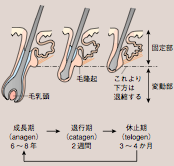 固定部
毛隆起
これより
下方は
退縮する
変動部
毛乳頭
成長期
(anagen)
6～8年
退行期
(catagen)
2週間
休止期
(telogen)
3～4か月